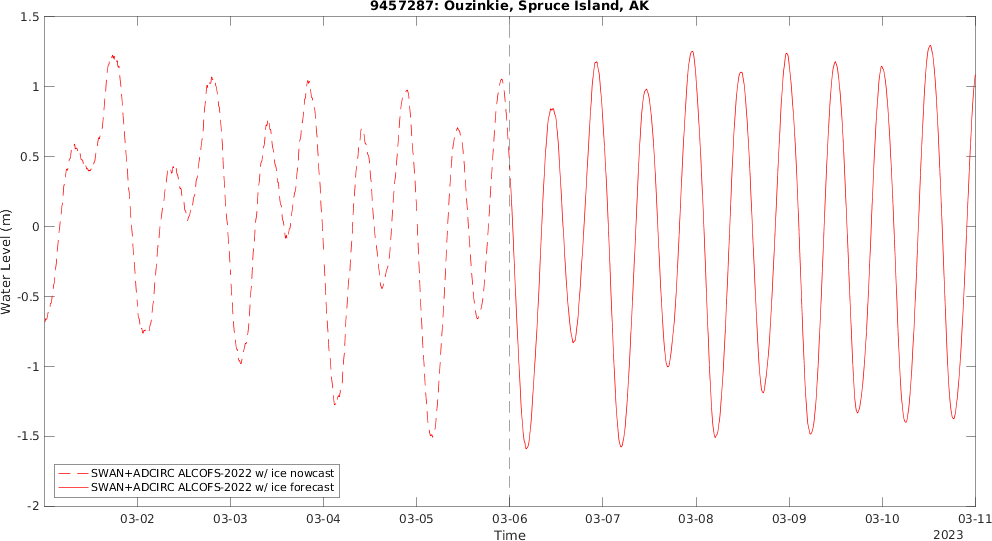 9457287: Ouzinkie, Spruce Island, AK
1.5
1
0.5
0
-0.5
-1
-1.5
-2
Water Level (m)
SWAN+ADCIRC ALCOFS-2022 w/ ice nowcast
SWAN+ADCIRC ALCOFS-2022 w/ ice forecast
03-02 03-03 03-04 03-05 03-06 03-07 03-08 03-09 03-10 03-11
Time
2023